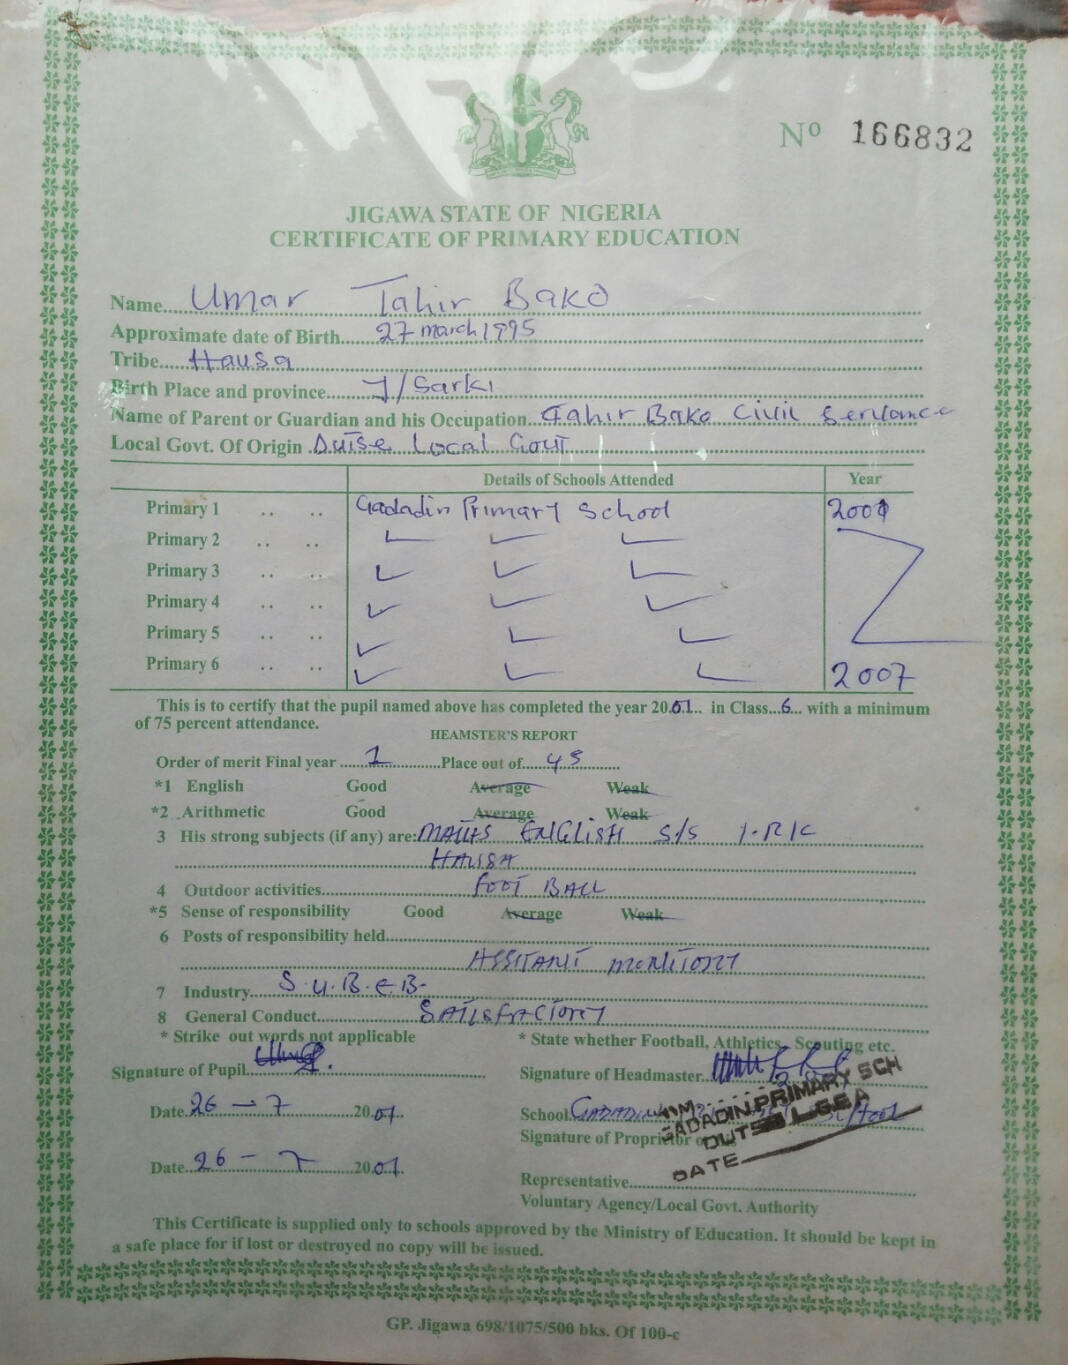 Nº 166832
JIGAWA STATE OF NIGERIA
CERTIFICATE OF PRIMARY EDUCATION
Name....Umar Tahir Bako
Approximate date of Birth....27 march 1995
Tribe....Hausa
Birth Place and province....Y/Sarki
Name of Parent or Guardian and his Occupation..Tahir Bako Civil Servance
Local Govt. Of Origin .Dutse Local Govt
Details of Schools Attended Year
Primary 1 .. .. Gadadin Primary School
Primary 2 .. ..
Primary 3 .. ..
Primary 4 .. ..
Primary 5 .. ..
Primary 6 .. .. 2007
This is to certify that the pupil named above has completed the year 20.07.. in Class...6... with a minimum
of 75 percent attendance.
HEAMSTER'S REPORT
Order of merit Final year ....1....Place out of...45....
*1 English Good Average Weak
*2 Arithmetic Good Average Weak
3 His strong subjects (if any) are:MATHS ENGLISH S/S I.R/C
HAUSA
4 Outdoor activities....FOOT BALL
*5 Sense of responsibility Good Average Weak
6 Posts of responsibility held....
ASSITANT MONITORY
7 Industry....S.U.B.E.B.
8 General Conduct....SATISFACTORY
* Strike out words not applicable * State whether Football, Athletics, Scouting etc.
Signature of Pupil.... Signature of Headmaster....
Date..26 - 7 20.07. School.GADADIN
H/M
GADADIN PRIMARY SCH
DUTSE L.G.E.A
DATE
Signature of Proprietor
Date..26 - 7 20.07. Representative....
Voluntary Agency/Local Govt. Authority
This Certificate is supplied only to schools approved by the Ministry of Education. It should be kept in
a safe place for if lost or destroyed no copy will be issued.
GP. Jigawa 698/1075/500 bks. Of 100-c